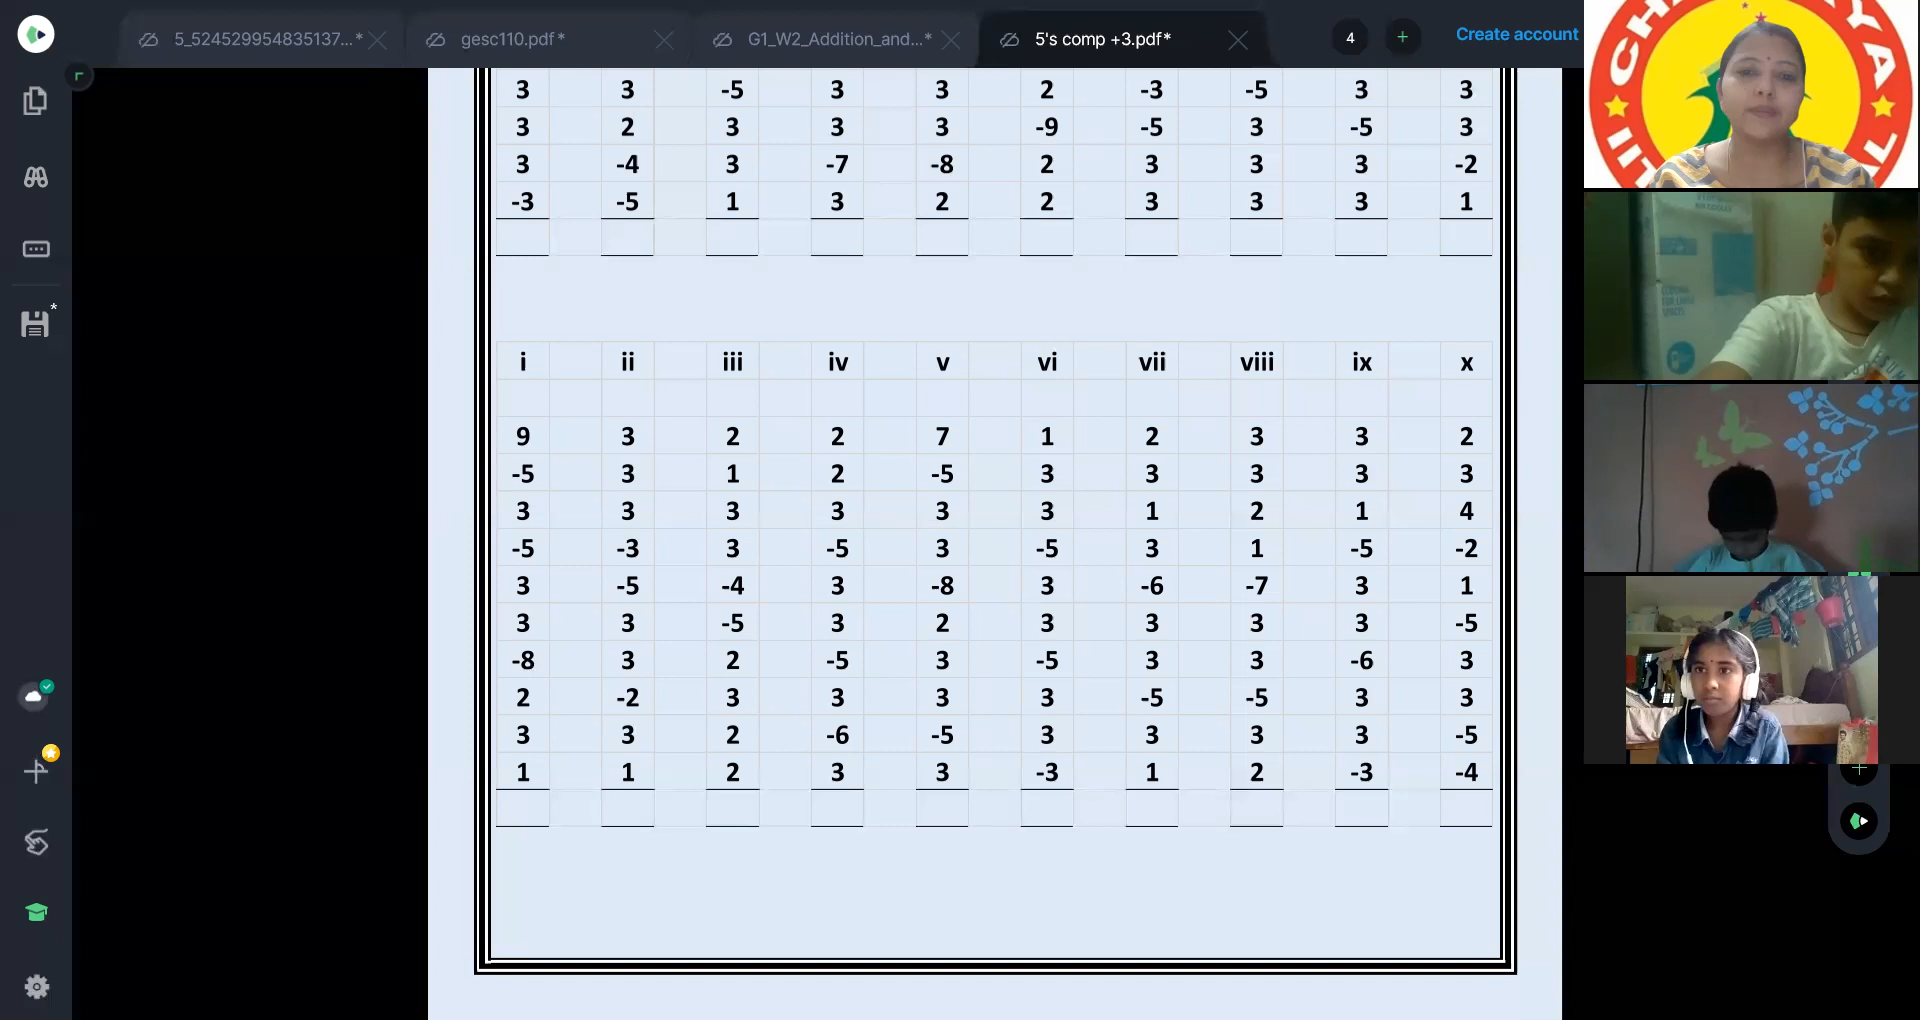 5_524529954835137...*
gesc110.pdf*
G1_W2_Addition_and...*
5's comp +3.pdf*
4
Create account
3 3 -5 3 3 2 -3 -5 3 3
3 2 3 3 3 -9 -5 3 -5 3
3 -4 3 -7 -8 2 3 3 3 -2
-3 -5 1 3 2 2 3 3 3 1
i ii iii iv v vi vii viii ix x
9 3 2 2 7 1 2 3 3 2
-5 3 1 2 -5 3 3 3 3 3
3 3 3 3 3 3 1 2 1 4
-5 -3 3 -5 3 -5 3 1 -5 -2
3 -5 -4 3 -8 3 -6 -7 3 1
3 3 -5 3 2 3 3 3 3 -5
-8 3 2 -5 3 -5 3 3 -6 3
2 -2 3 3 3 3 -5 -5 3 3
3 3 2 -6 -5 3 3 3 3 -5
1 1 2 3 3 -3 1 2 -3 -4